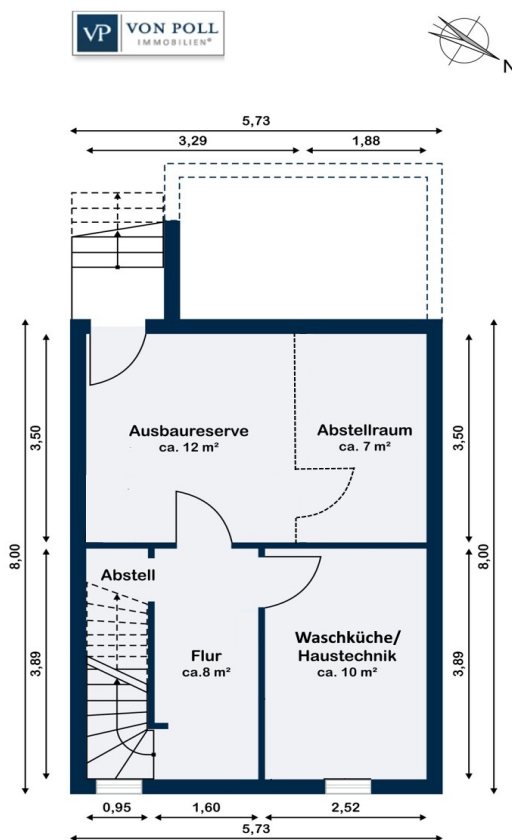 VP VON POLL
IMMOBILIEN®
N
5,73
3,29
1,88
3,50
3,50
Ausbaureserve
ca. 12 m²
Abstellraum
ca. 7 m²
8,00
8,00
Abstell
3,89
3,89
Flur
ca.8 m²
Waschküche/
Haustechnik
ca. 10 m²
0,95
1,60
2,52
5,73